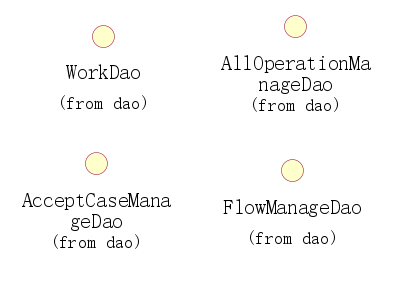 WorkDao
(from dao)
AllOperationMa
nageDao
(from dao)
AcceptCaseMana
geDao
(from dao)
FlowManageDao
(from dao)